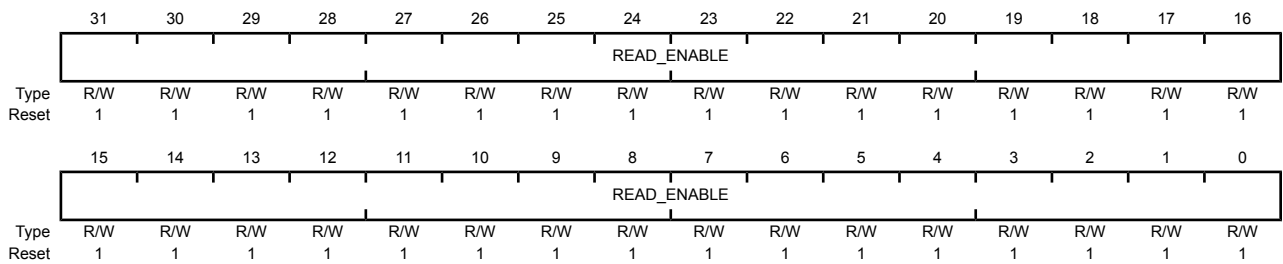 31 30 29 28 27 26 25 24 23 22 21 20 19 18 17 16
READ_ENABLE
Type R/W R/W R/W R/W R/W R/W R/W R/W R/W R/W R/W R/W R/W R/W R/W R/W
Reset 1 1 1 1 1 1 1 1 1 1 1 1 1 1 1 1
15 14 13 12 11 10 9 8 7 6 5 4 3 2 1 0
READ_ENABLE
Type R/W R/W R/W R/W R/W R/W R/W R/W R/W R/W R/W R/W R/W R/W R/W R/W
Reset 1 1 1 1 1 1 1 1 1 1 1 1 1 1 1 1